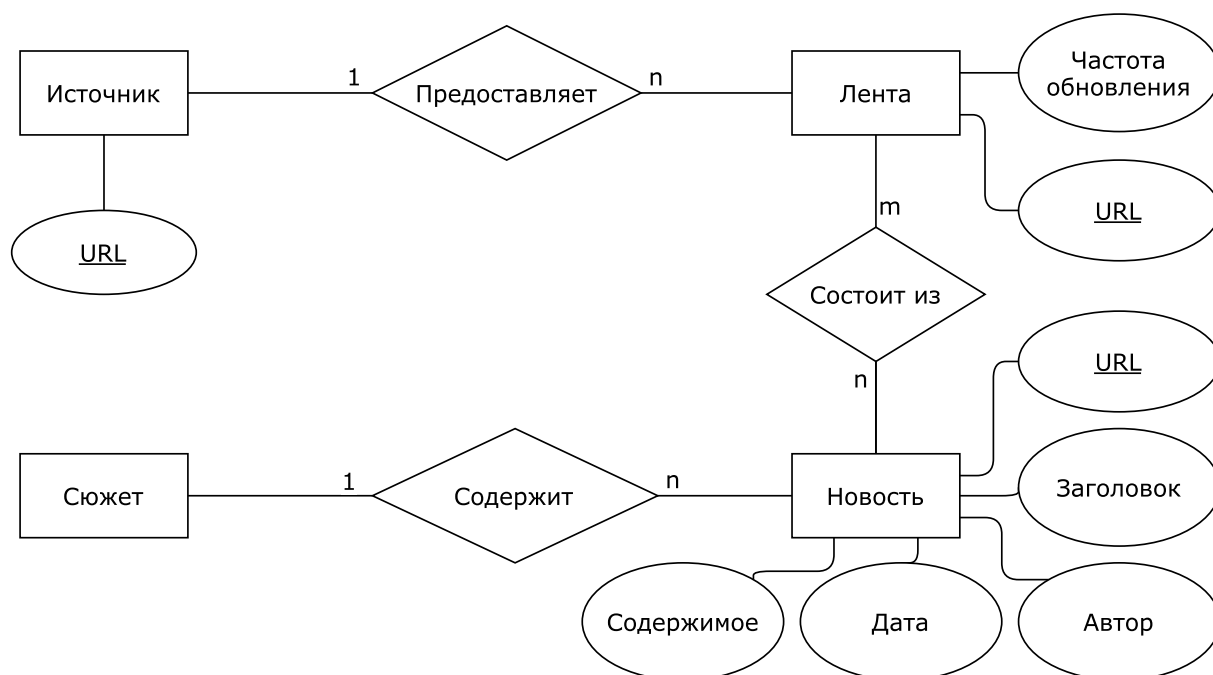 Частота
обновления
Источник
1
Предоставляет
n
Лента
URL
m
URL
Состоит из
n
URL
Сюжет
1
Содержит
n
Новость
Заголовок
Содержимое
Дата
Автор